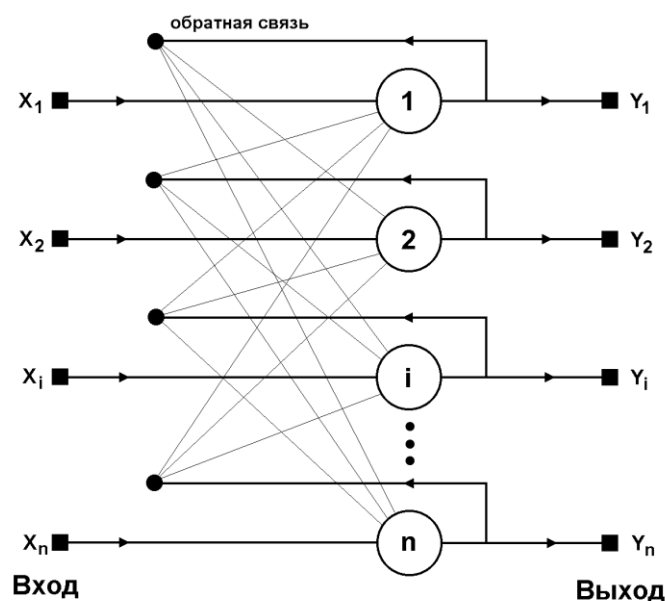 обратная связь
X1 1 Y1
X2 2 Y2
Xi i Yi
Xn n Yn
Вход Выход